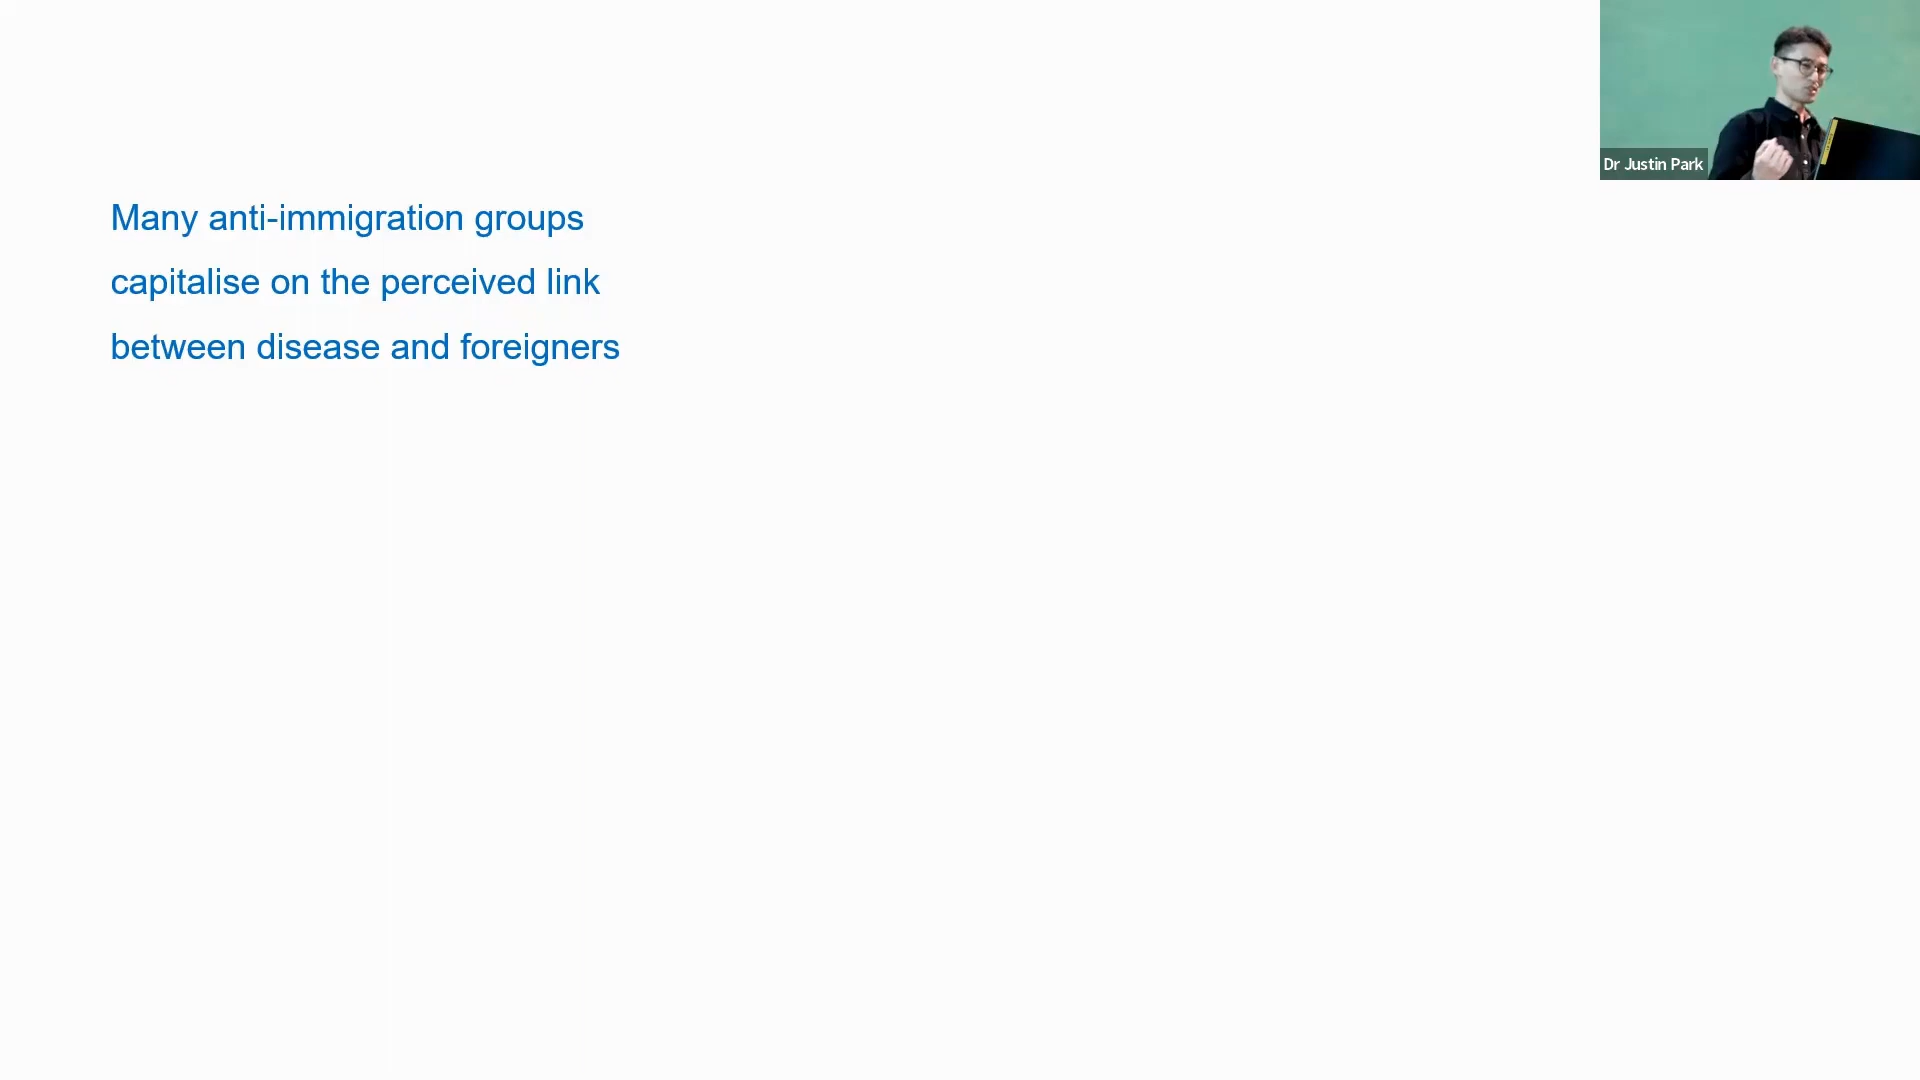 Many anti-immigration groups
capitalise on the perceived link
between disease and foreigners
Dr Justin Park